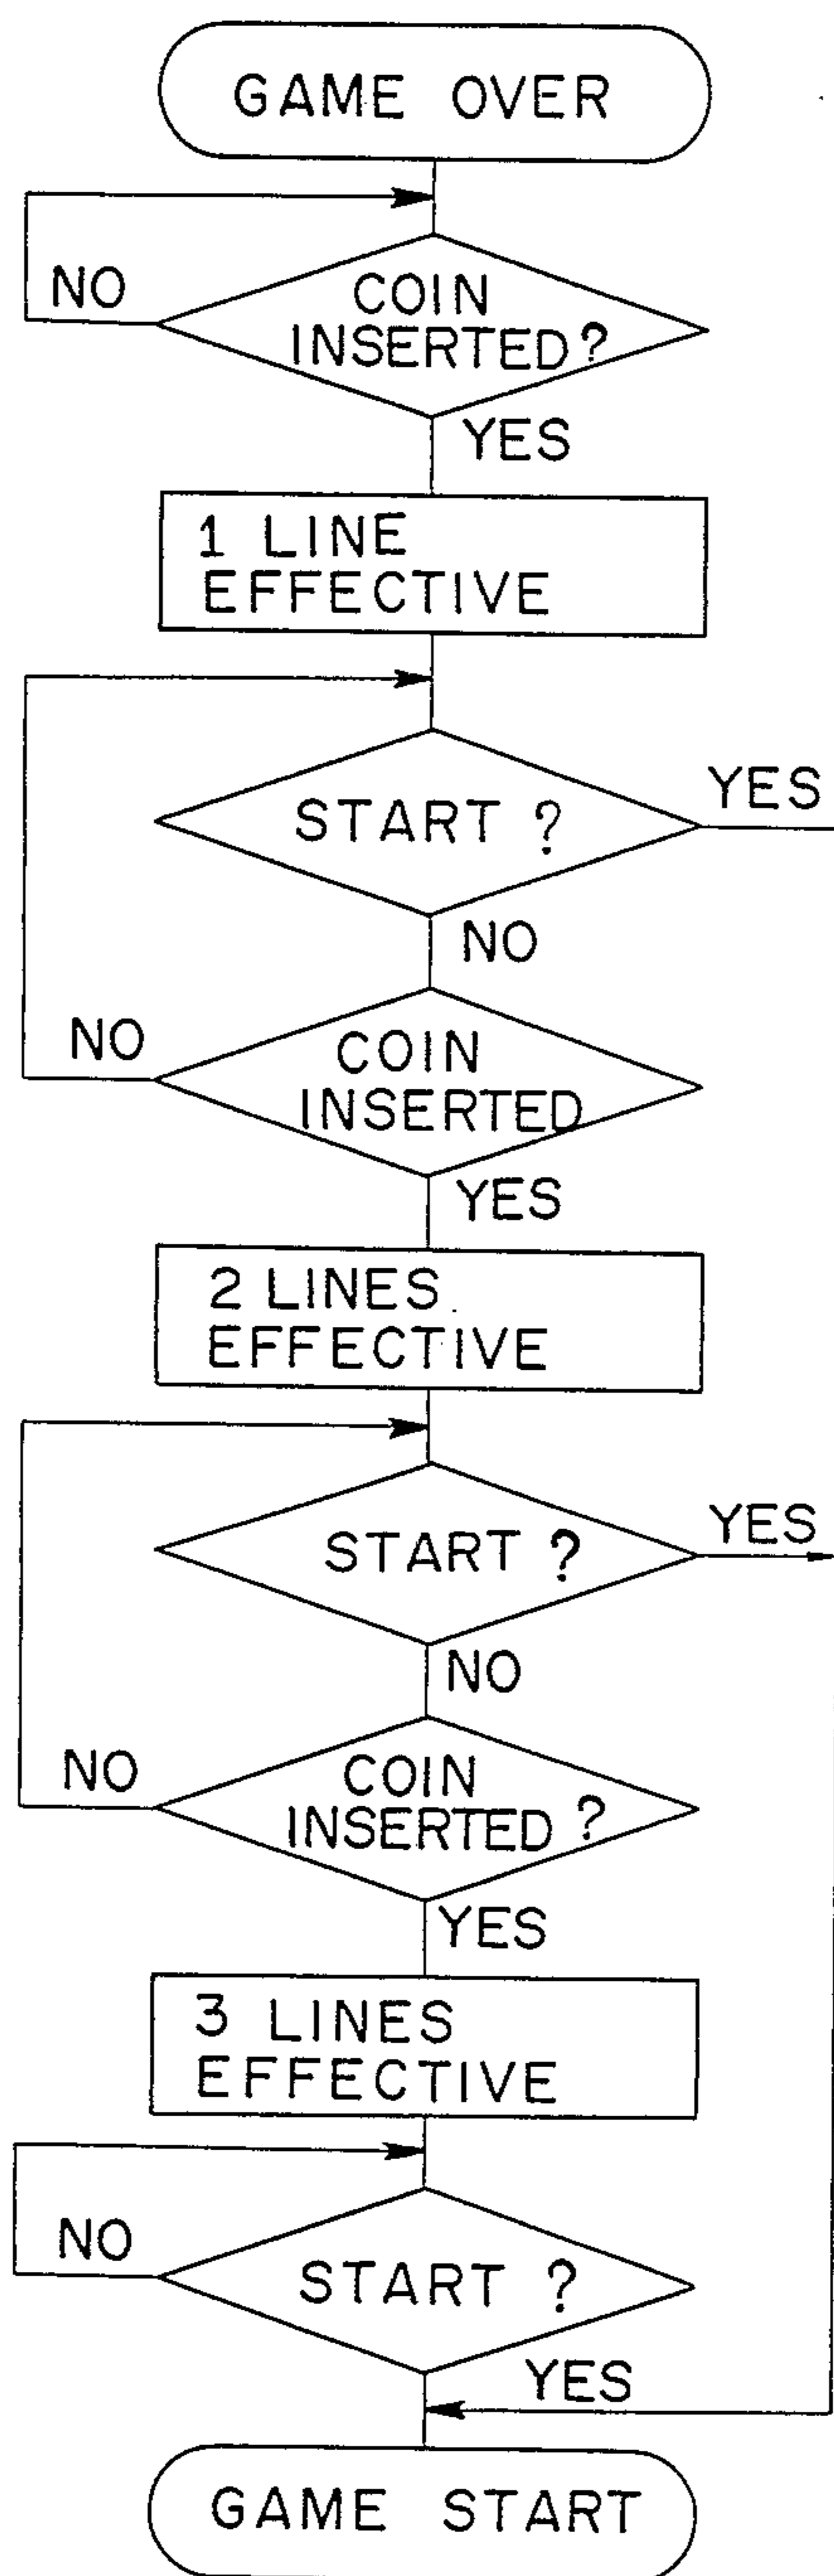 GAME OVER
NO
COIN
INSERTED?
YES
1 LINE
EFFECTIVE
START ?
YES
NO
NO
COIN
INSERTED
YES
2 LINES
EFFECTIVE
START ?
YES
NO
NO
COIN
INSERTED ?
YES
3 LINES
EFFECTIVE
NO
START ?
YES
GAME START